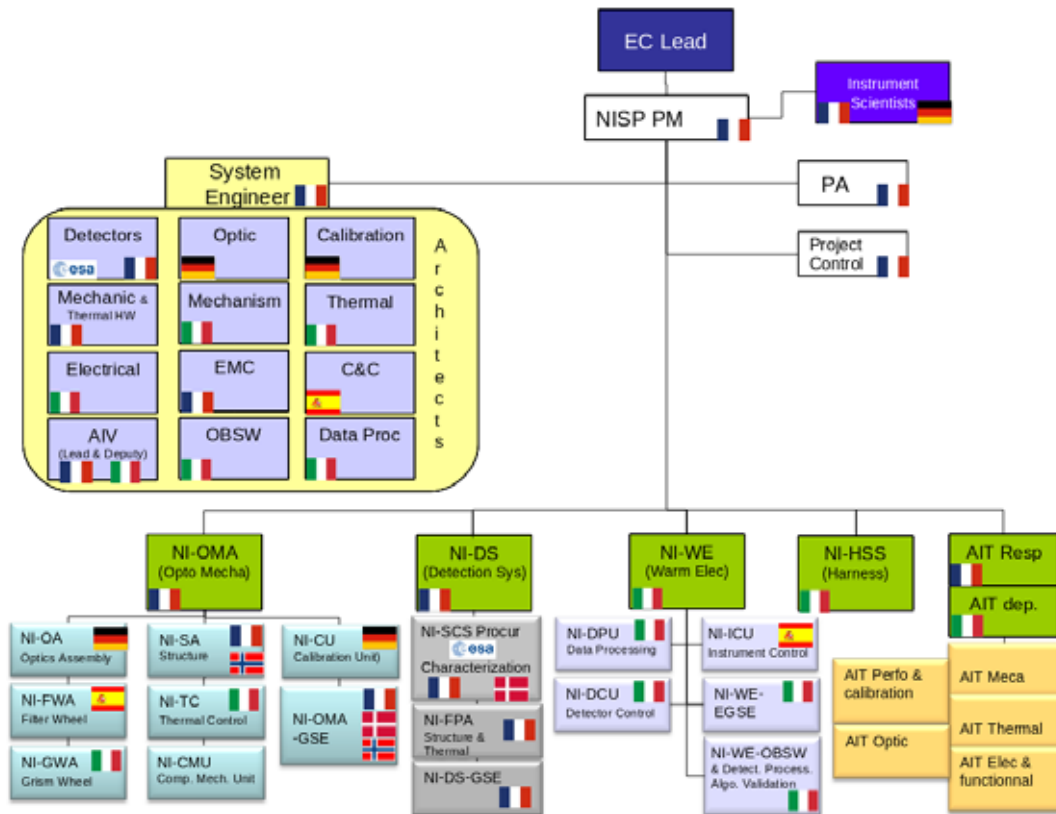 EC Lead
Instrument
Scientists
NISP PM
System
Engineer
PA
Project
Control
Detectors
esa
Optic
Calibration
Mechanic &
Thermal HW
Mechanism
Thermal
Electrical
EMC
C&C
AIV
(Lead & Deputy)
OBSW
Data Proc
Architects
NI-OMA
(Opto Mecha)
NI-DS
(Detection Sys)
NI-WE
(Warm Elec)
NI-HSS
(Harness)
AIT Resp
AIT dep.
NI-OA
Optics Assembly
NI-SA
Structure
NI-CU
Calibration Unit)
NI-FWA
Filter Wheel
NI-TC
Thermal Control
NI-OMA
-GSE
NI-GWA
Grism Wheel
NI-CMU
Comp. Mech. Unit
NI-SCS Procur
esa
Characterization
NI-FPA
Structure &
Thermal
NI-DS-GSE
NI-DPU
Data Processing
NI-ICU
Instrument Control
NI-DCU
Detector Control
NI-WE-
EGSE
NI-WE-OBSW
& Detect. Process.
Algo. Validation
AIT Perfo &
calibration
AIT Optic
AIT Meca
AIT Thermal
AIT Elec &
functionnal